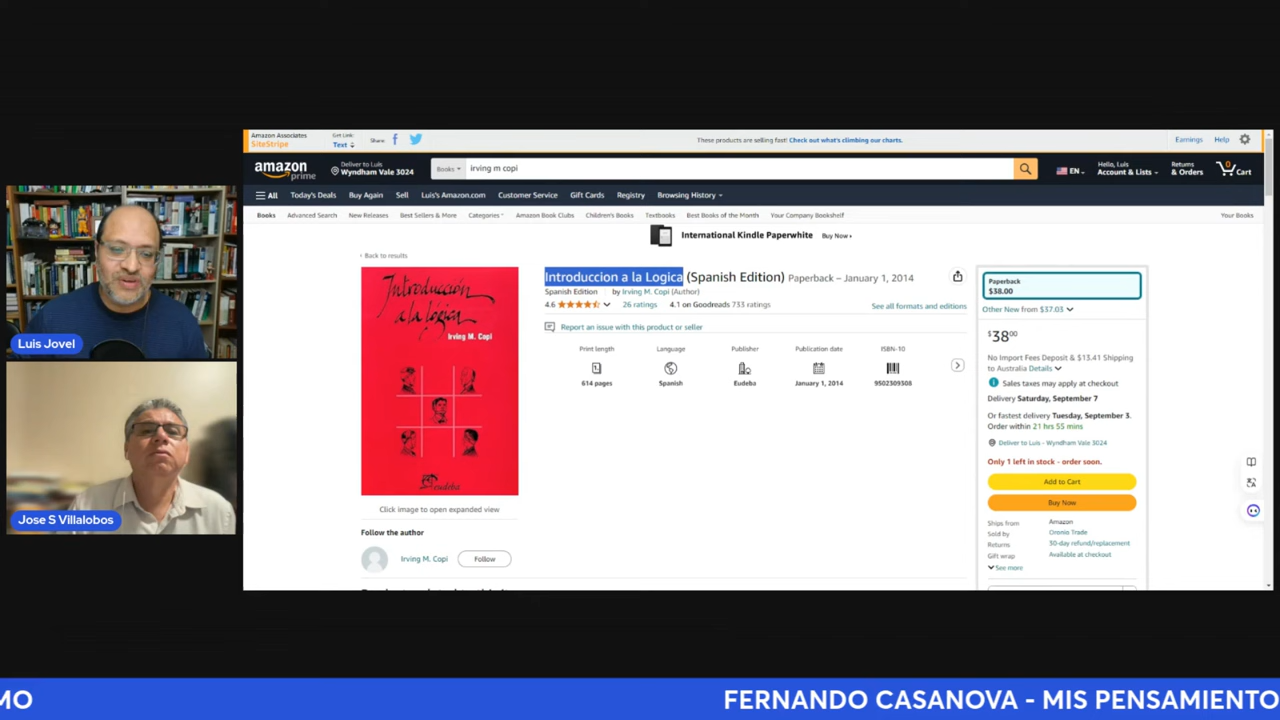 Amazon Associates
SiteStripe
Get Link:
Text
Share:
These products are selling fast! Check out what's climbing our charts.
Earnings
Help
amazon
prime
Deliver to Luis
Wyndham Vale 3024
Books
irving m copi
EN
Hello, Luis
Account & Lists
Returns
& Orders
0
Cart
All Today's Deals Buy Again Sell Luis's Amazon.com Customer Service Gift Cards Registry Browsing History
Books Advanced Search New Releases Best Sellers & More Categories Amazon Book Clubs Children's Books Textbooks Best Books of the Month Your Company Bookshelf Your Books
International Kindle Paperwhite Buy Now
‹ Back to results
Introducción
a la lógica
Irving M. Copi
eudeba
Click image to open expanded view
Follow the author
Irving M. Copi
Follow
Introduccion a la Logica (Spanish Edition) Paperback – January 1, 2014
Spanish Edition by Irving M. Copi (Author)
4.6 26 ratings 4.1 on Goodreads 733 ratings
See all formats and editions
Report an issue with this product or seller
Print length
614 pages
Language
Spanish
Publisher
Eudeba
Publication date
January 1, 2014
ISBN-10
9502309308
Paperback
$38.00
Other New from $37.03
$38 00
No Import Fees Deposit & $13.41 Shipping
to Australia Details
Sales taxes may apply at checkout
Delivery Saturday, September 7
Or fastest delivery Tuesday, September 3.
Order within 21 hrs 55 mins
Deliver to Luis - Wyndham Vale 3024
Only 1 left in stock - order soon.
Add to Cart
Buy Now
Ships from Amazon
Sold by Oronio Trade
Returns 30-day refund/replacement
Gift wrap Available at checkout
See more
Luis Jovel
Jose S Villalobos
MO
FERNANDO CASANOVA - MIS PENSAMIENTO